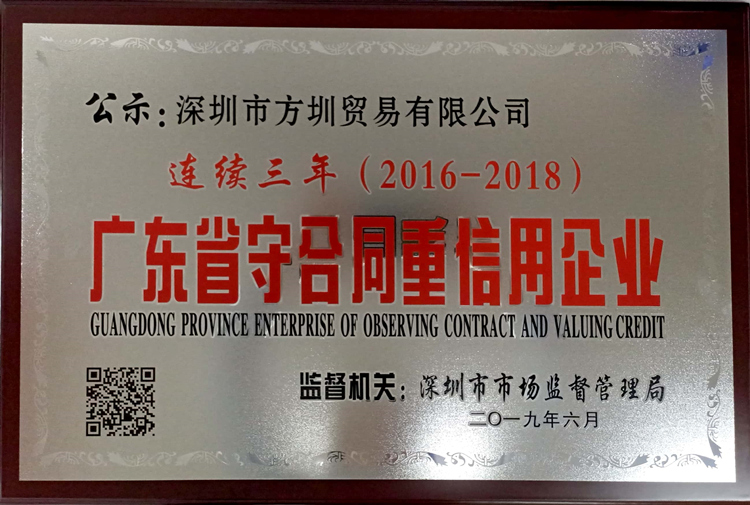 公示：深圳市方圳贸易有限公司
连续三年（2016-2018）
广东省守合同重信用企业
GUANGDONG PROVINCE ENTERPRISE OF OBSERVING CONTRACT AND VALUING CREDIT
监督机关：深圳市市场监督管理局
二〇一九年六月